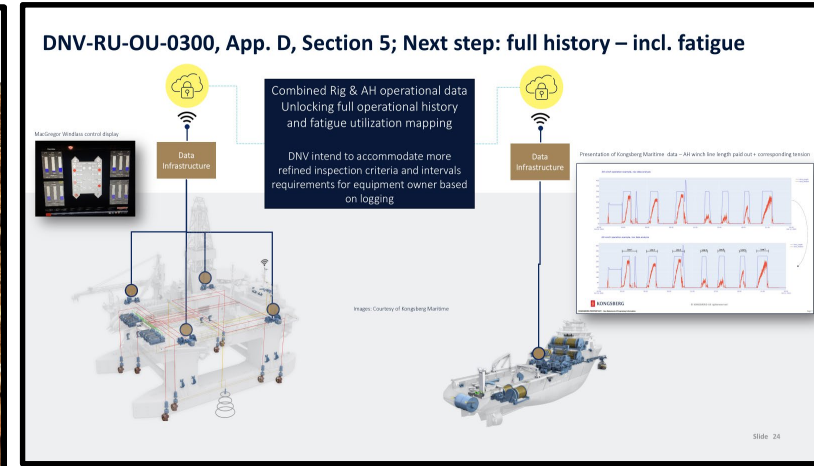 DNV-RU-OU-0300, App. D, Section 5; Next step: full history – incl. fatigue
Combined Rig & AH operational data
Unlocking full operational history
and fatigue utilization mapping
DNV intend to accommodate more
refined inspection criteria and intervals
requirements for equipment owner based
on logging
MacGregor Windlass control display
Data
Infrastructure
Data
Infrastructure
Presentation of Kongsberg Maritime data – AH winch line length paid out + corresponding tension
KONGSBERG
Images: Courtesy of Kongsberg Maritime
Slide 24